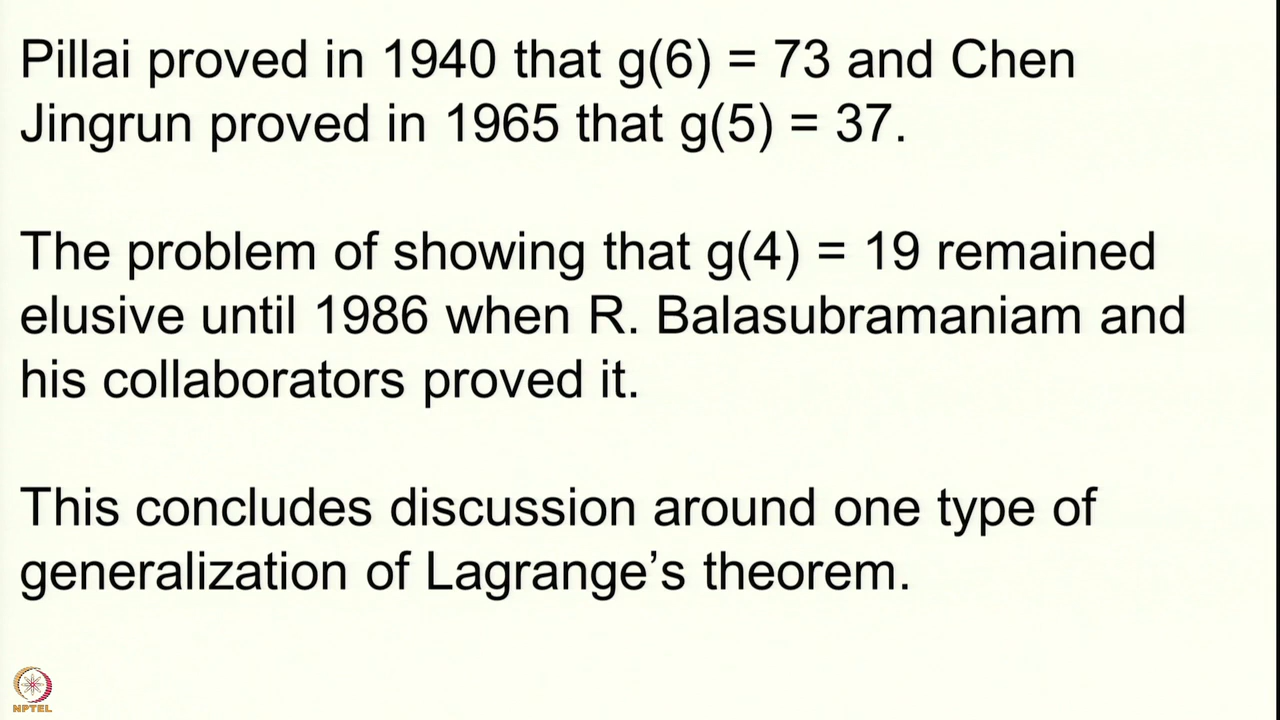 Pillai proved in 1940 that g(6) = 73 and Chen
Jingrun proved in 1965 that g(5) = 37.
The problem of showing that g(4) = 19 remained
elusive until 1986 when R. Balasubramaniam and
his collaborators proved it.
This concludes discussion around one type of
generalization of Lagrange’s theorem.
NPTEL